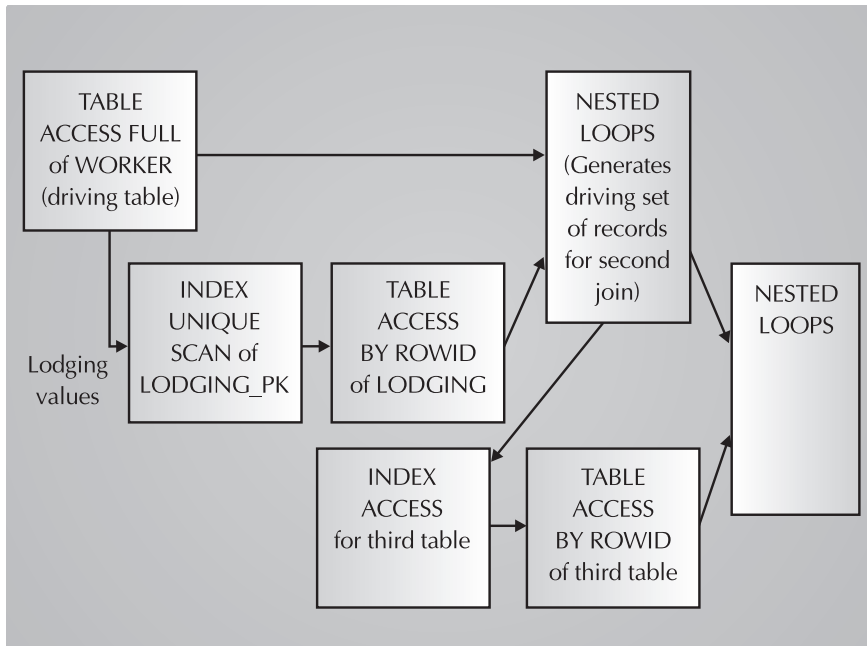 TABLE
ACCESS FULL
of WORKER
(driving table)
NESTED
LOOPS
(Generates
driving set
of records
for second
join)
Lodging
values
INDEX
UNIQUE
SCAN of
LODGING_PK
TABLE
ACCESS
BY ROWID
of LODGING
NESTED
LOOPS
INDEX
ACCESS
for third table
TABLE
ACCESS
BY ROWID
of third table